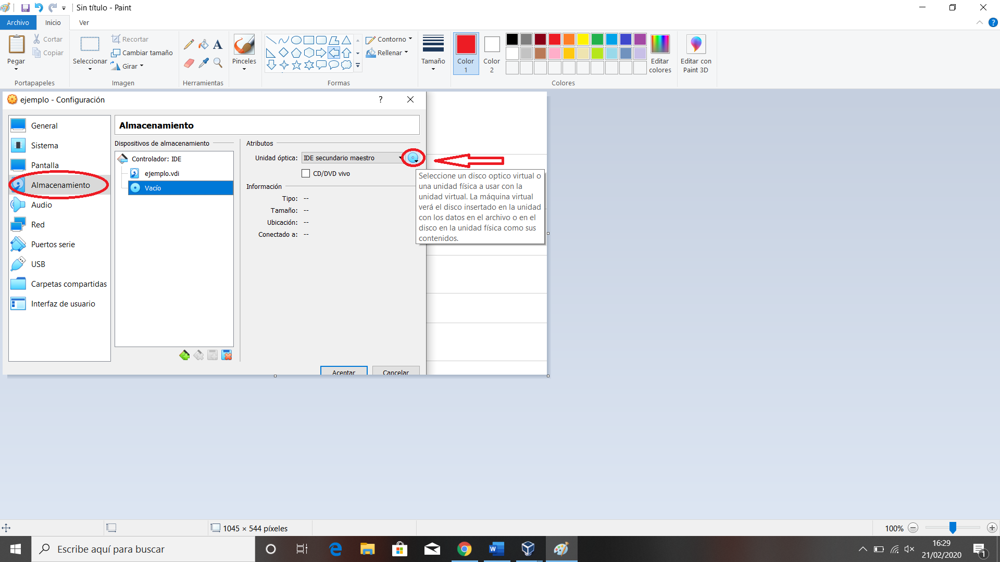 Sin título - Paint
Archivo
Inicio
Ver
Pegar
Cortar
Copiar
Portapapeles
Seleccionar
Recortar
Cambiar tamaño
Girar
Imagen
A
Herramientas
Pinceles
Formas
Contorno
Rellenar
Tamaño
Color
1
Color
2
Editar
colores
Colores
Editar con
Paint 3D
?
ejemplo - Configuración
?
General
Sistema
Pantalla
Almacenamiento
Audio
Red
Puertos serie
USB
Carpetas compartidas
Interfaz de usuario
Almacenamiento
Dispositivos de almacenamiento
Controlador: IDE
ejemplo.vdi
Vacío
Atributos
Unidad óptica:
IDE secundario maestro
CD/DVD vivo
Información
Tipo: --
Tamaño: --
Ubicación: --
Conectado a: --
Seleccione un disco optico virtual o
una unidad física a usar con la
unidad virtual. La máquina virtual
verá el disco insertado en la unidad
con los datos en el archivo o en el
disco en la unidad física como sus
contenidos.
Aceptar
Cancelar
1045 × 544 píxeles
100%
Escribe aquí para buscar
16:29
21/02/2020
1